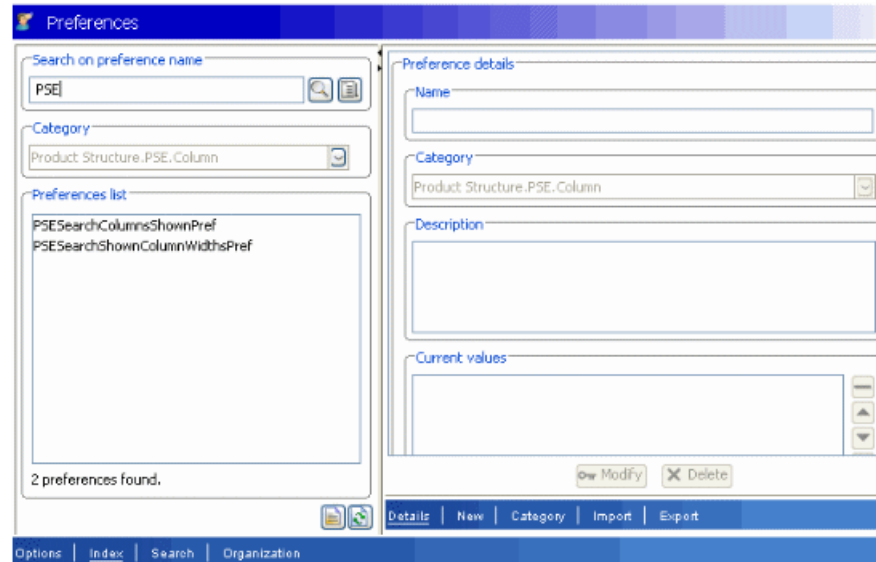 Preferences
Search on preference name
PSE
Category
Product Structure.PSE.Column
Preferences list
PSESearchColumnsShownPref
PSESearchShownColumnWidthsPref
2 preferences found.
Preference details
Name
Category
Product Structure.PSE.Column
Description
Current values
Modify Delete
Details | New | Category | Import | Export
Options | Index | Search | Organization